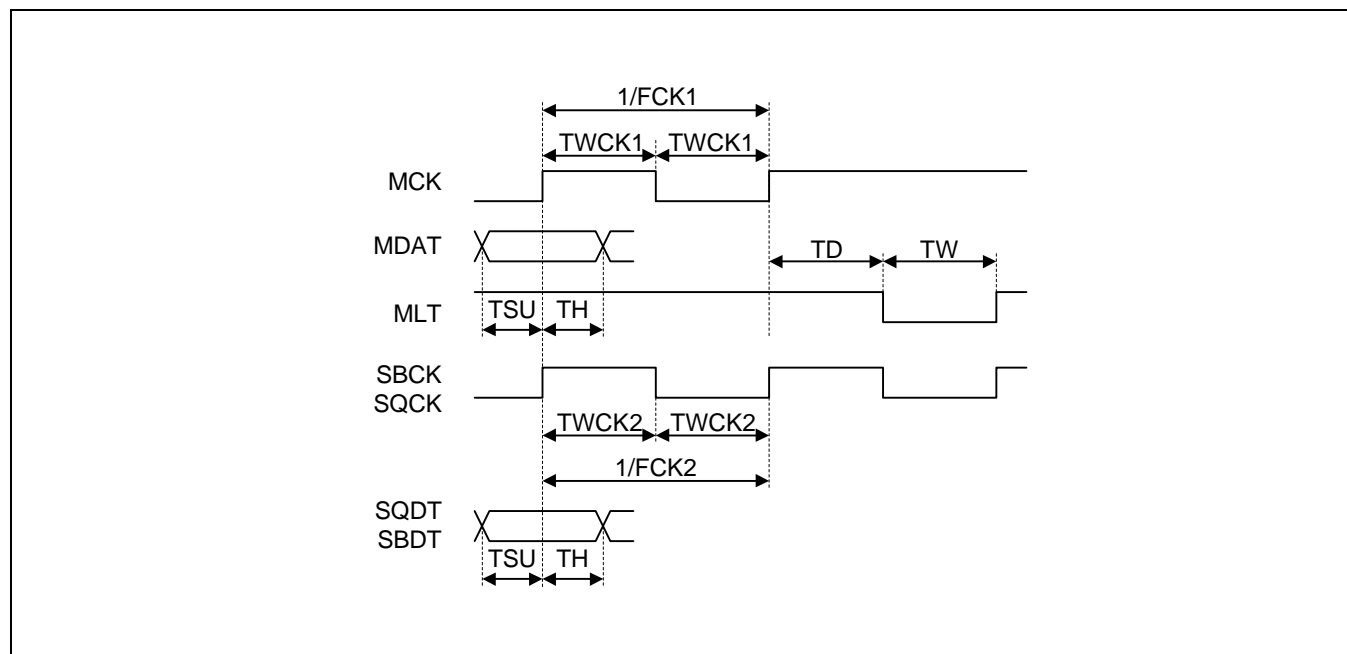 1/FCK1
TWCK1 TWCK1
MCK
MDAT
TD TW
MLT
TSU TH
SBCK
SQCK
TWCK2 TWCK2
1/FCK2
SQDT
SBDT
TSU TH